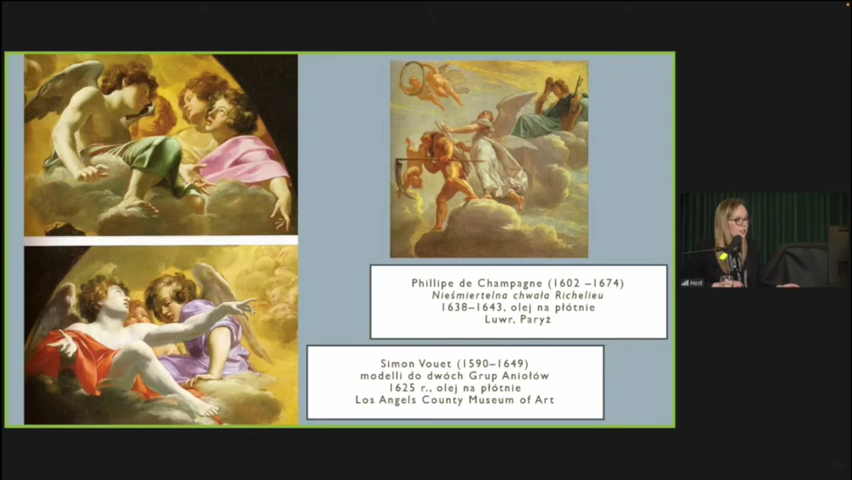 Phillipe de Champagne (1602 –1674)
Nieśmiertelna chwała Richelieu
1638–1643, olej na płótnie
Luwr, Paryż
Simon Vouet (1590–1649)
modelli do dwóch Grup Aniołów
1625 r., olej na płótnie
Los Angels County Museum of Art
Host